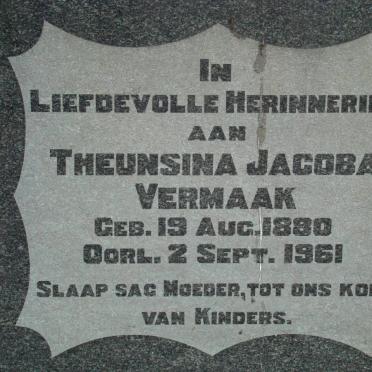 In
Liefdevolle Herinnerin
aan
Theunsina Jacoba
Vermaak
Geb. 19 Aug. 1880
Oorl. 2 Sept. 1961
Slaap sag Moeder, tot ons ko
van Kinders.